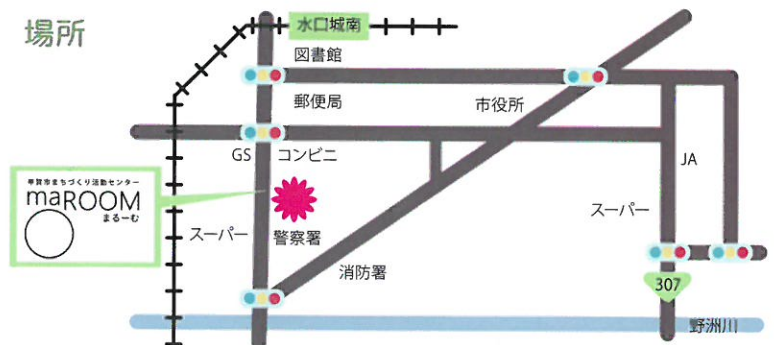 場所
水口城南
図書館
郵便局
市役所
GS
コンビニ
JA
甲賀市まちづくり活動センター
maROOM
まるーむ
スーパー
警察署
スーパー
消防署
307
野洲川